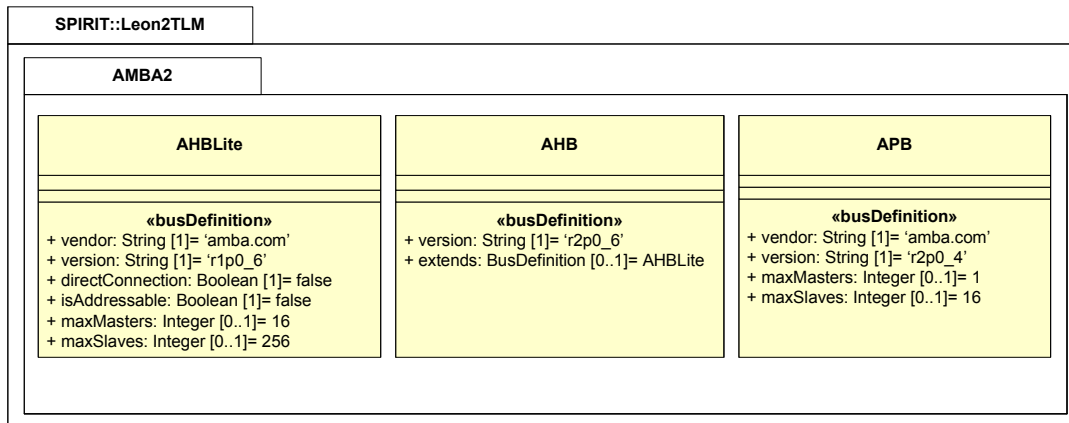 SPIRIT::Leon2TLM
AMBA2
AHBLite
«busDefinition»
+ vendor: String [1]= ‘amba.com’
+ version: String [1]= ‘r1p0_6’
+ directConnection: Boolean [1]= false
+ isAddressable: Boolean [1]= false
+ maxMasters: Integer [0..1]= 16
+ maxSlaves: Integer [0..1]= 256
AHB
«busDefinition»
+ version: String [1]= ‘r2p0_6’
+ extends: BusDefinition [0..1]= AHBLite
APB
«busDefinition»
+ vendor: String [1]= ‘amba.com’
+ version: String [1]= ‘r2p0_4’
+ maxMasters: Integer [0..1]= 1
+ maxSlaves: Integer [0..1]= 16